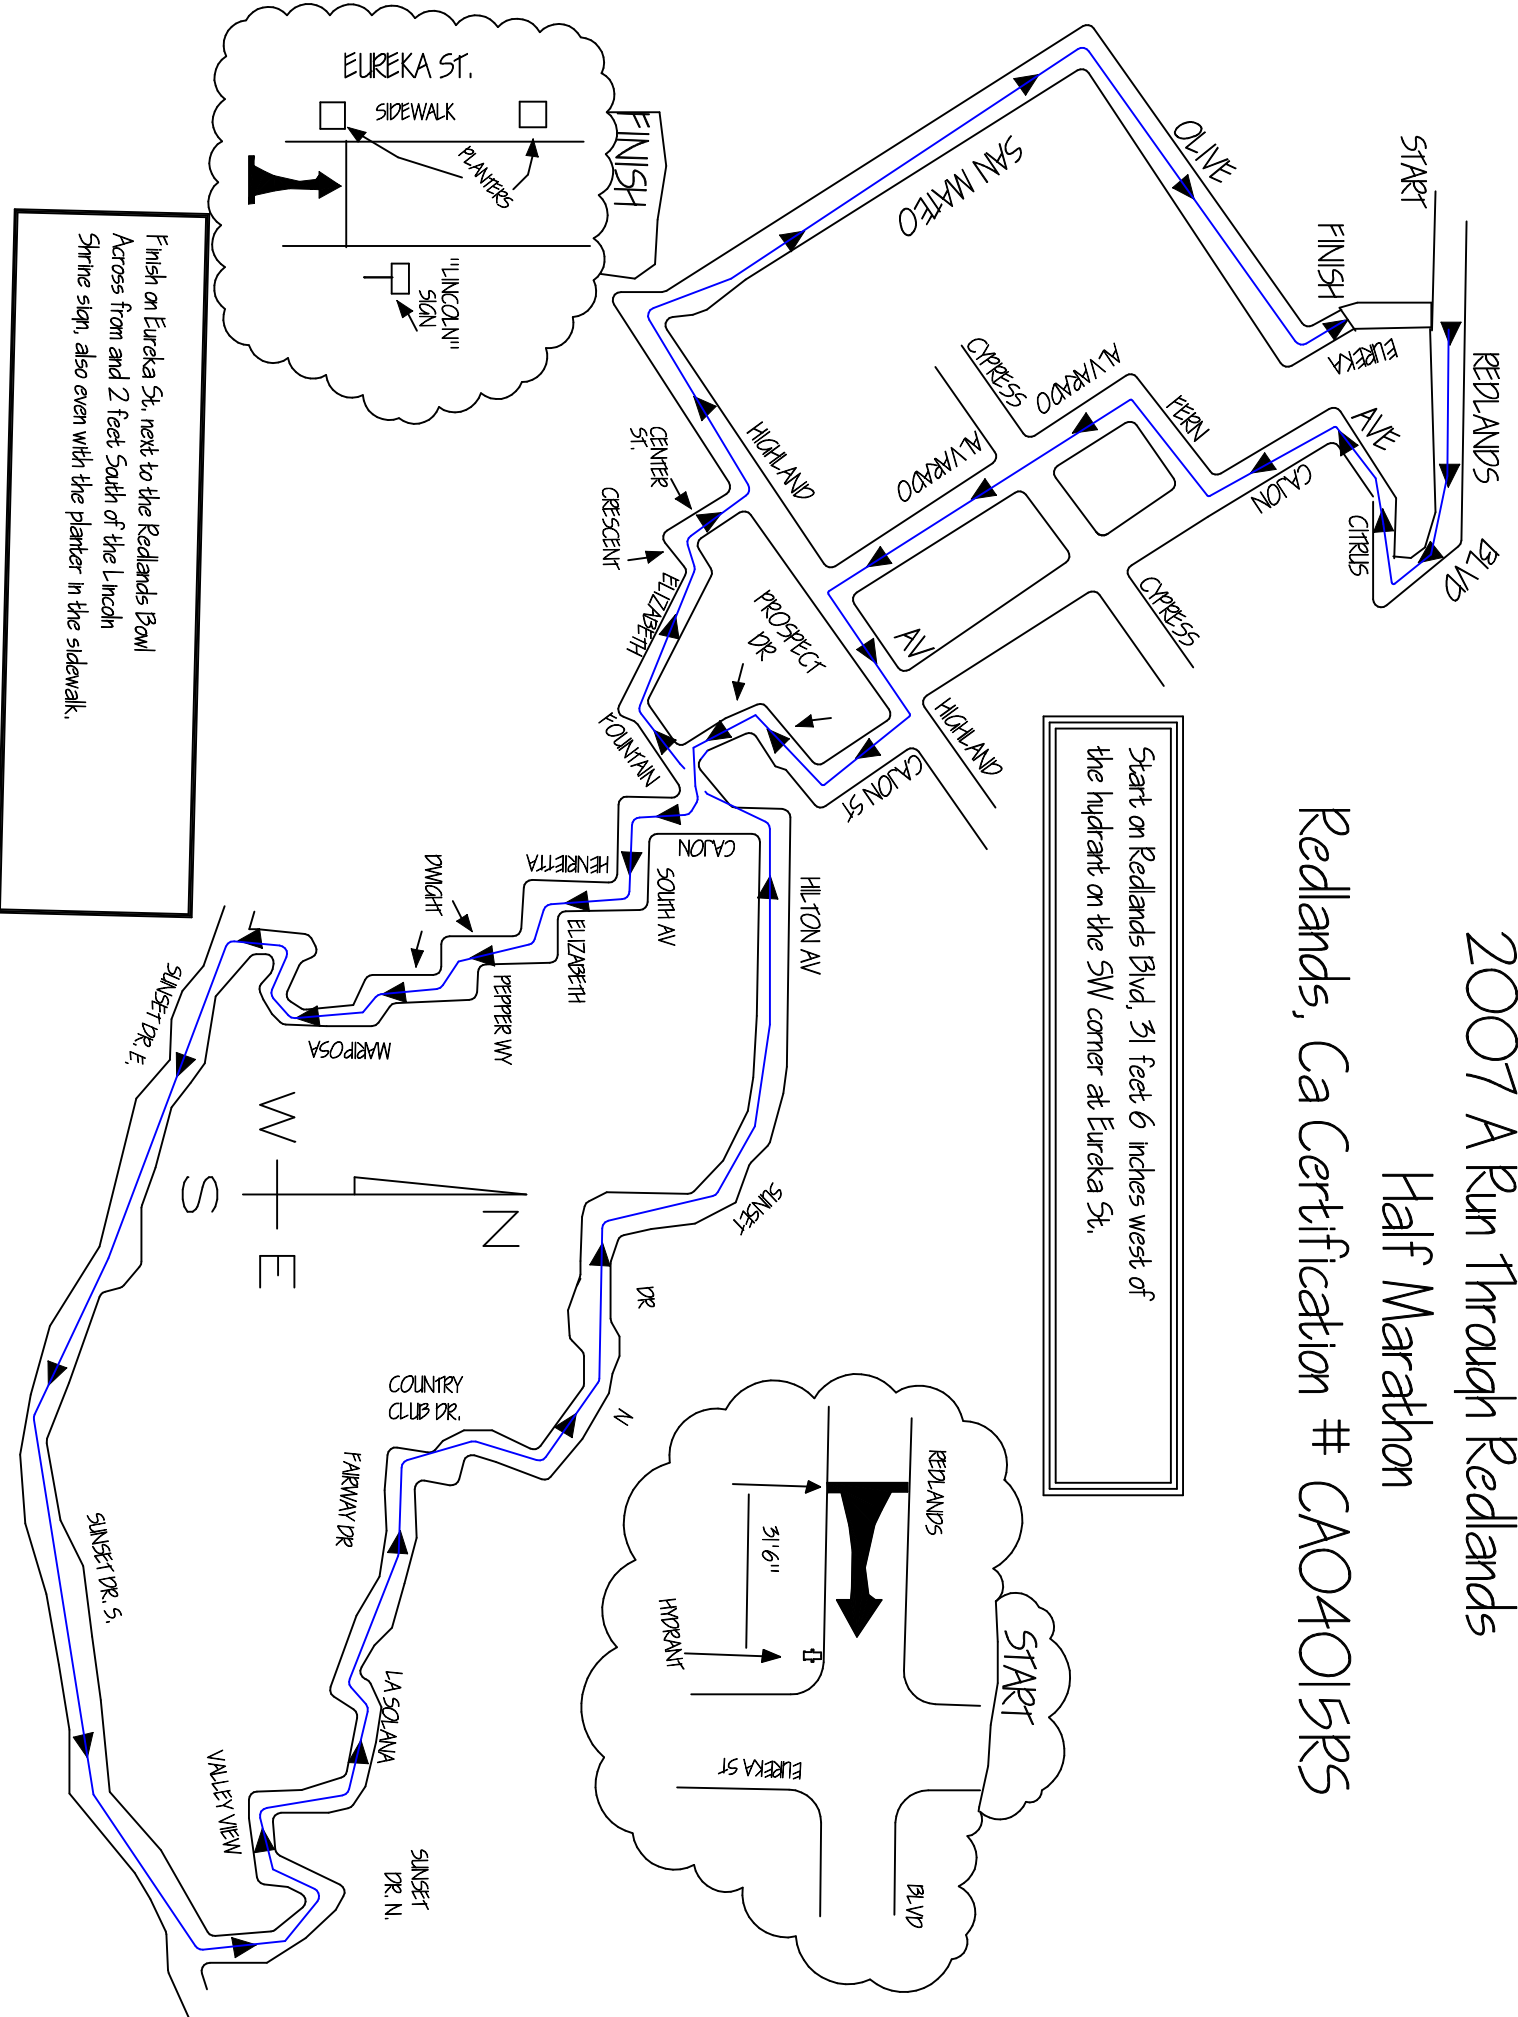 2007 A Run Through Redlands
Half Marathon
Redlands, Ca Certification # CA04015RS
Start on Redlands Blvd, 31 feet 6 inches west of
the hydrant on the SW corner at Eureka St.
START
REDLANDS
BLVD
FINISH
EUREKA
OLIVE
SAN MATEO
AVE
CITRUS
CAJON
FERN
ALVARADO
CYPRESS
ALVARADO
CYPRESS
HIGHLAND
AV
HIGHLAND
CAJON ST
PROSPECT
DR
CENTER
ST.
CRESCENT
ELIZABETH
FOUNTAIN
CAJON
HILTON AV
SOUTH AV
HENRIETTA
ELIZABETH
DWIGHT
PEPPER WY
MARIPOSA
SUNSET DR. E.
SUNSET DR. S.
SUNSET
DR. N.
VALLEY VIEW
LA SOLANA
FAIRWAY DR
COUNTRY
CLUB DR.
SUNSET
DR
N
N
W
E
S
START
REDLANDS
BLVD
31'6"
HYDRANT
EUREKA ST
FINISH
EUREKA ST.
SIDEWALK
PLANTERS
"LINCOLN"
SIGN
Finish on Eureka St, next to the Redlands Bowl
Across from and 2 feet South of the Lincoln
Shrine sign, also even with the planter in the sidewalk.